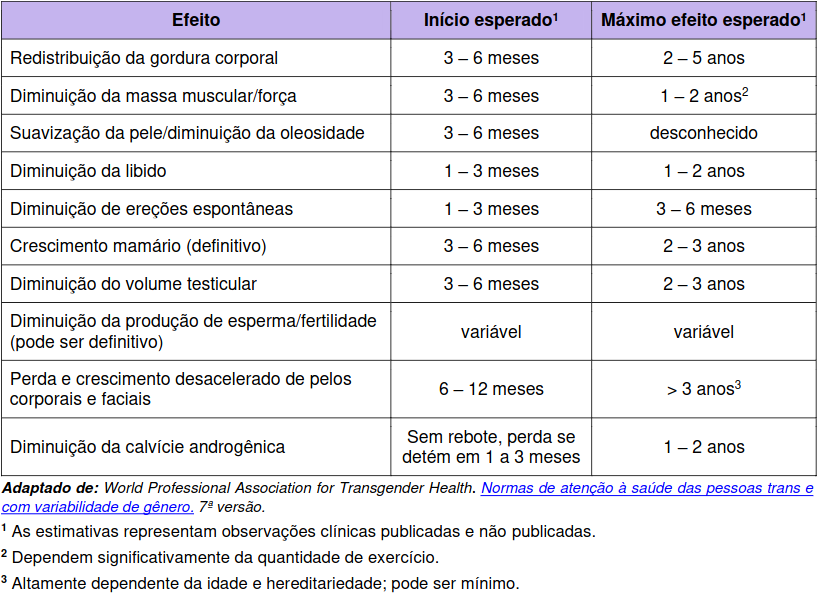 Efeito Início esperado¹ Máximo efeito esperado¹
Redistribuição da gordura corporal 3 – 6 meses 2 – 5 anos
Diminuição da massa muscular/força 3 – 6 meses 1 – 2 anos²
Suavização da pele/diminuição da oleosidade 3 – 6 meses desconhecido
Diminuição da libido 1 – 3 meses 1 – 2 anos
Diminuição de ereções espontâneas 1 – 3 meses 3 – 6 meses
Crescimento mamário (definitivo) 3 – 6 meses 2 – 3 anos
Diminuição do volume testicular 3 – 6 meses 2 – 3 anos
Diminuição da produção de esperma/fertilidade
(pode ser definitivo) variável variável
Perda e crescimento desacelerado de pelos
corporais e faciais 6 – 12 meses > 3 anos³
Diminuição da calvície androgênica Sem rebote, perda se
detém em 1 a 3 meses 1 – 2 anos
Adaptado de: World Professional Association for Transgender Health. Normas de atenção à saúde das pessoas trans e
com variabilidade de gênero. 7ª versão.
¹ As estimativas representam observações clínicas publicadas e não publicadas.
² Dependem significativamente da quantidade de exercício.
³ Altamente dependente da idade e hereditariedade; pode ser mínimo.